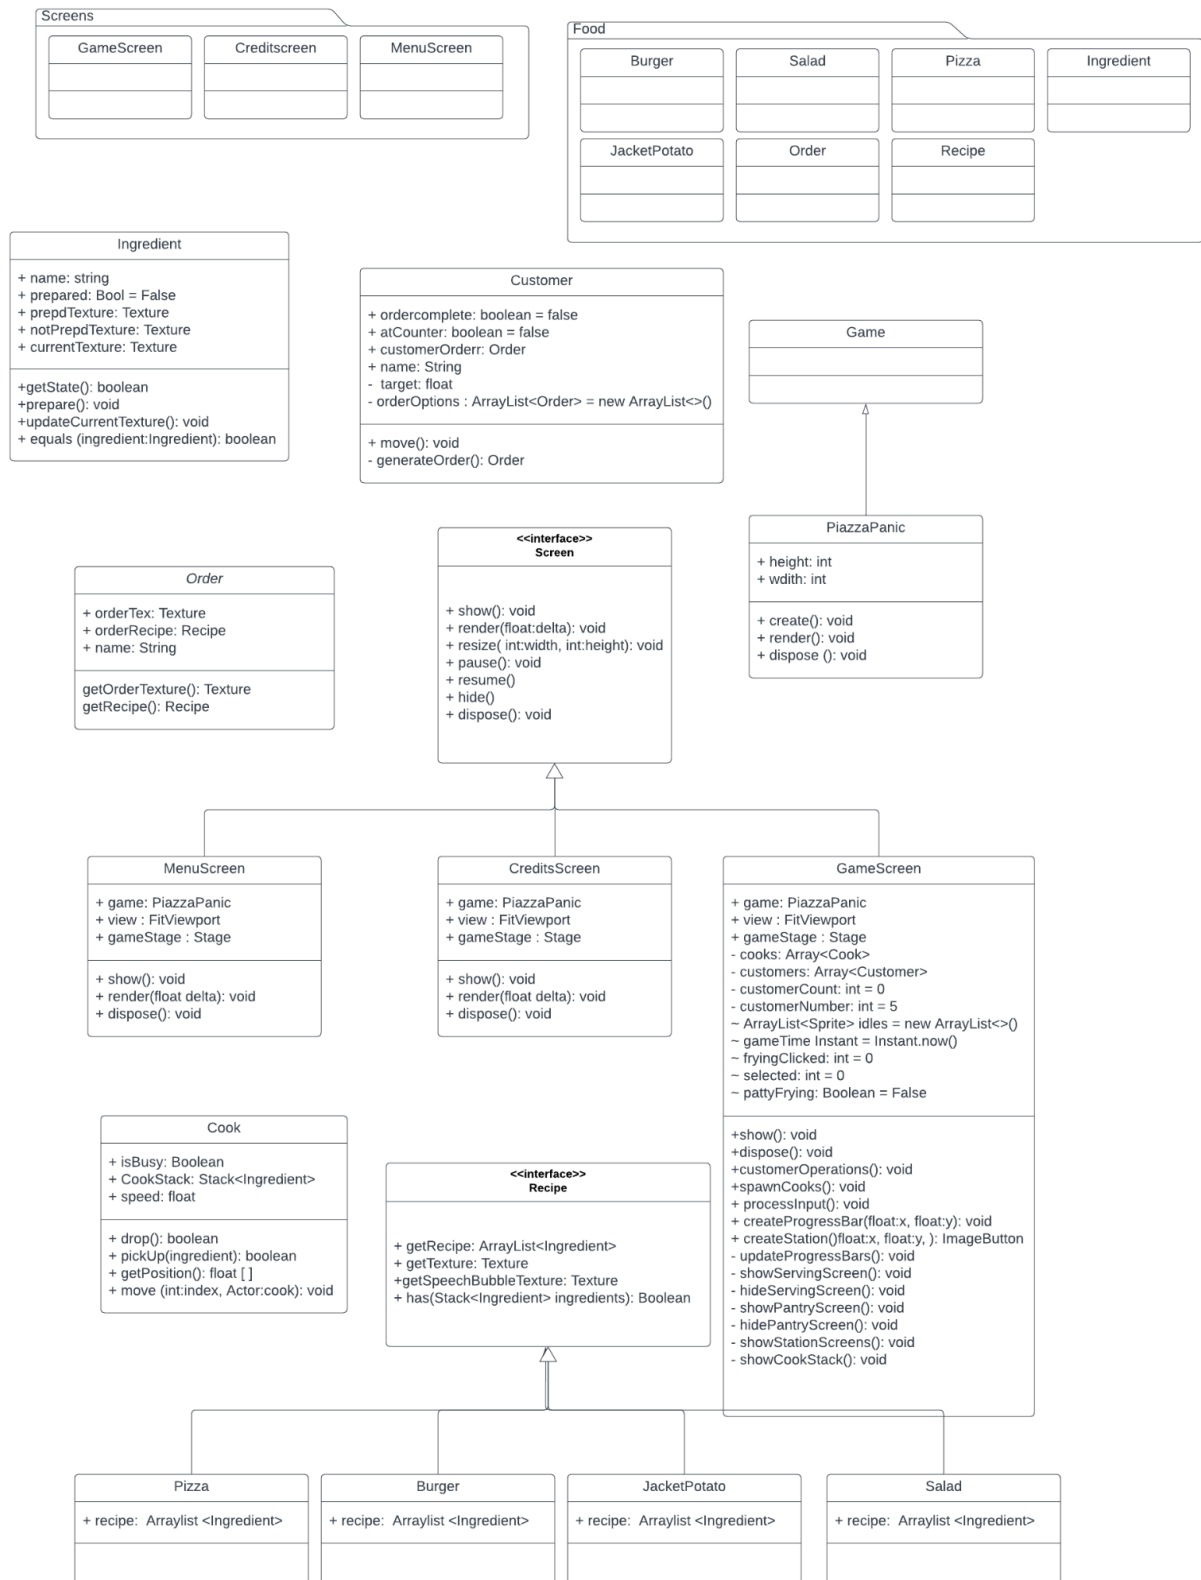 Screens
GameScreen
Creditscreen
MenuScreen
Food
Burger
Salad
Pizza
Ingredient
JacketPotato
Order
Recipe
Ingredient
+ name: string
+ prepared: Bool = False
+ prepdTexture: Texture
+ notPrepdTexture: Texture
+ currentTexture: Texture
+getState(): boolean
+prepare(): void
+updateCurrentTexture(): void
+ equals (ingredient:Ingredient): boolean
Customer
+ ordercomplete: boolean = false
+ atCounter: boolean = false
+ customerOrderr: Order
+ name: String
- target: float
- orderOptions : ArrayList<Order> = new ArrayList<>()
+ move(): void
- generateOrder(): Order
Game
PiazzaPanic
+ height: int
+ wdith: int
+ create(): void
+ render(): void
+ dispose (): void
Order
+ orderTex: Texture
+ orderRecipe: Recipe
+ name: String
getOrderTexture(): Texture
getRecipe(): Recipe
<<interface>>
Screen
+ show(): void
+ render(float:delta): void
+ resize( int:width, int:height): void
+ pause(): void
+ resume()
+ hide()
+ dispose(): void
MenuScreen
+ game: PiazzaPanic
+ view : FitViewport
+ gameStage : Stage
+ show(): void
+ render(float delta): void
+ dispose(): void
CreditsScreen
+ game: PiazzaPanic
+ view : FitViewport
+ gameStage : Stage
+ show(): void
+ render(float delta): void
+ dispose(): void
GameScreen
+ game: PiazzaPanic
+ view : FitViewport
+ gameStage : Stage
- cooks: Array<Cook>
- customers: Array<Customer>
- customerCount: int = 0
- customerNumber: int = 5
~ ArrayList<Sprite> idles = new ArrayList<>()
~ gameTime Instant = Instant.now()
~ fryingClicked: int = 0
~ selected: int = 0
~ pattyFrying: Boolean = False
+show(): void
+dispose(): void
+customerOperations(): void
+spawnCooks(): void
+ processInput(): void
+ createProgressBar(float:x, float:y): void
+ createStation()float:x, float:y, ): ImageButton
- updateProgressBars(): void
- showServingScreen(): void
- hideServingScreen(): void
- showPantryScreen(): void
- hidePantryScreen(): void
- showStationScreens(): void
- showCookStack(): void
Cook
+ isBusy: Boolean
+ CookStack: Stack<Ingredient>
+ speed: float
+ drop(): boolean
+ pickUp(ingredient): boolean
+ getPosition(): float [ ]
+ move (int:index, Actor:cook): void
<<interface>>
Recipe
+ getRecipe: ArrayList<Ingredient>
+ getTexture: Texture
+getSpeechBubbleTexture: Texture
+ has(Stack<Ingredient> ingredients): Boolean
Pizza
+ recipe:  Arraylist <Ingredient>
Burger
+ recipe:  Arraylist <Ingredient>
JacketPotato
+ recipe:  Arraylist <Ingredient>
Salad
+ recipe:  Arraylist <Ingredient>